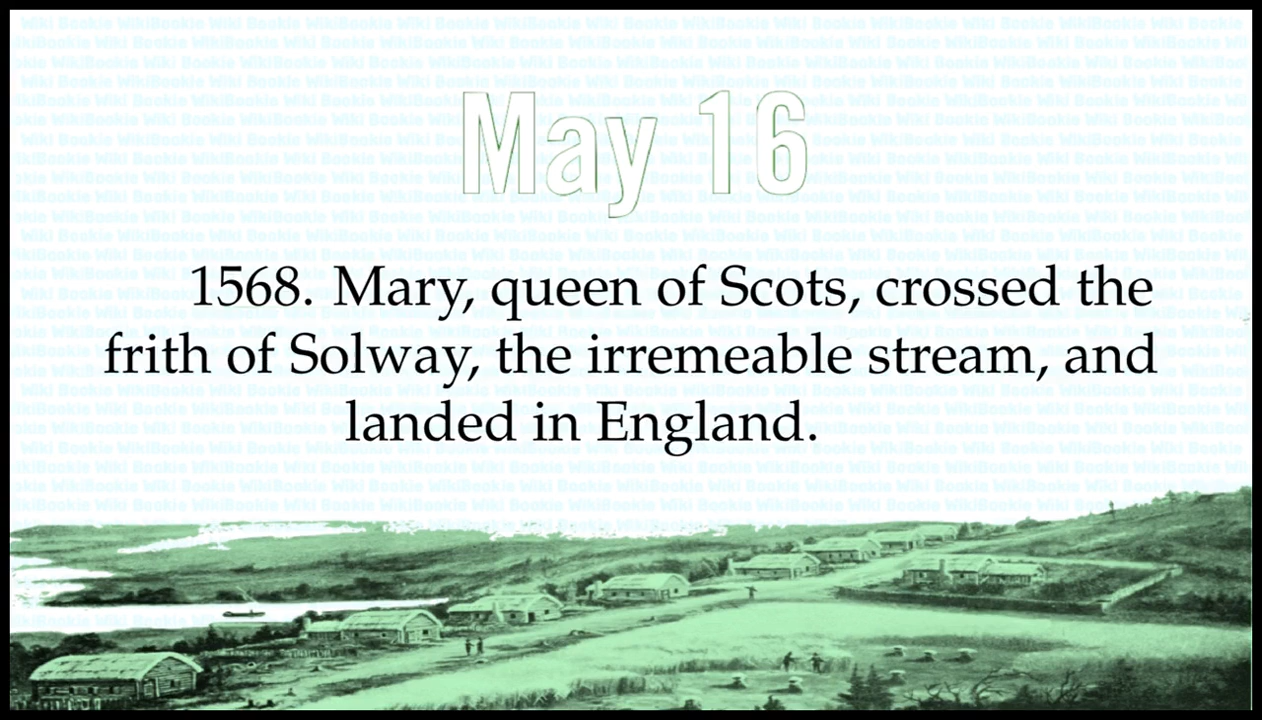 May 16
1568. Mary, queen of Scots, crossed the
frith of Solway, the irremeable stream, and
landed in England.